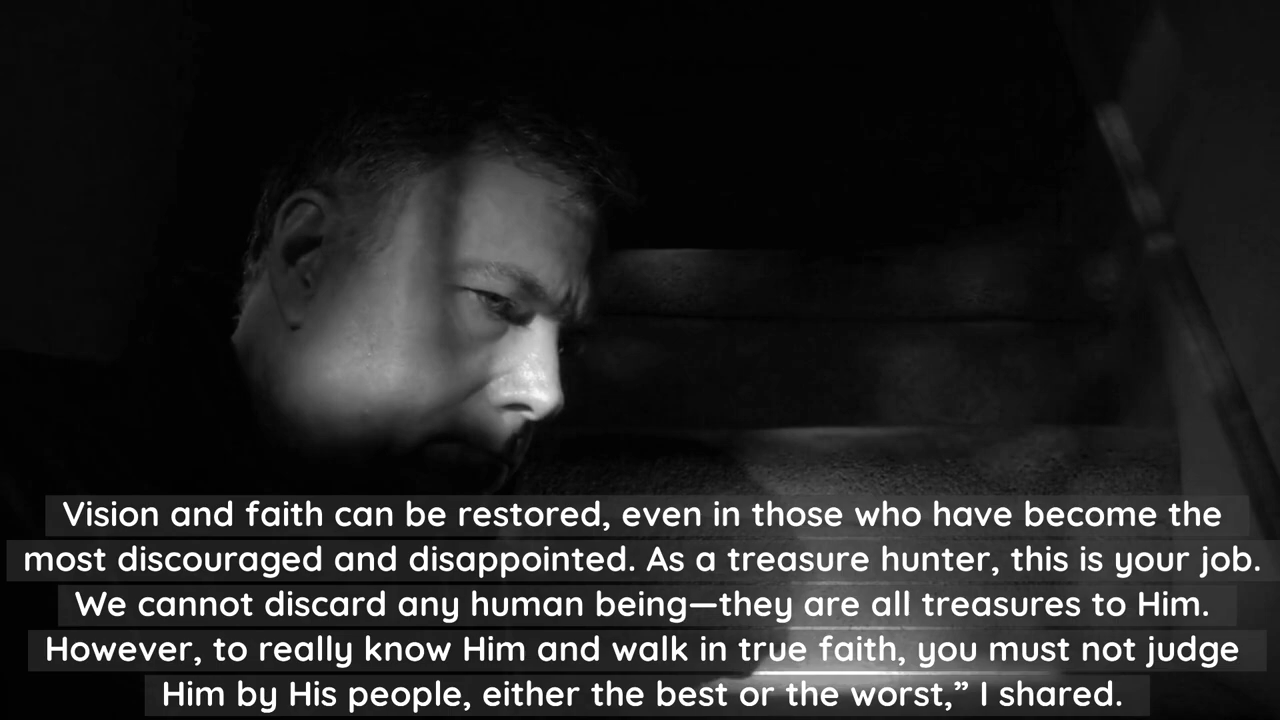 Vision and faith can be restored, even in those who have become the
most discouraged and disappointed. As a treasure hunter, this is your job.
We cannot discard any human being—they are all treasures to Him.
However, to really know Him and walk in true faith, you must not judge
Him by His people, either the best or the worst,” I shared.